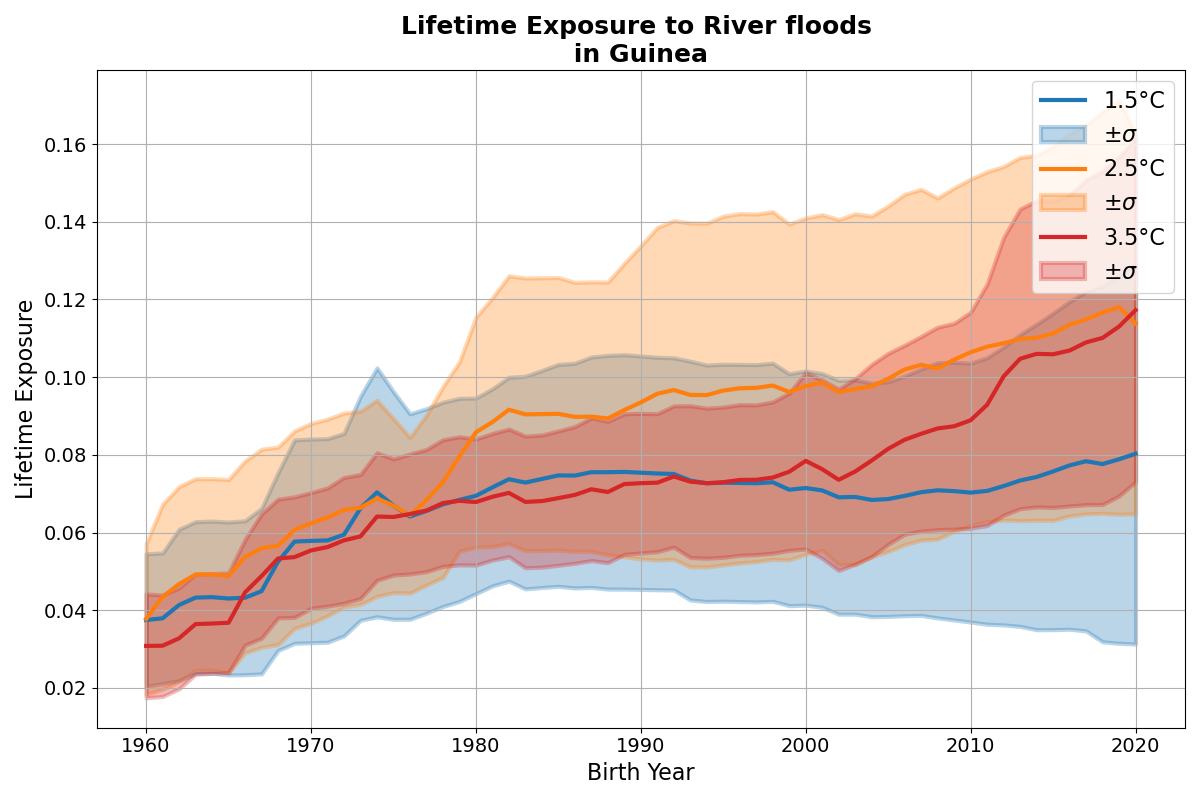 Lifetime Exposure to River floods
in Guinea
1.5°C
±σ
2.5°C
±σ
3.5°C
±σ
Lifetime Exposure
0.16
0.14
0.12
0.10
0.08
0.06
0.04
0.02
1960 1970 1980 1990 2000 2010 2020
Birth Year